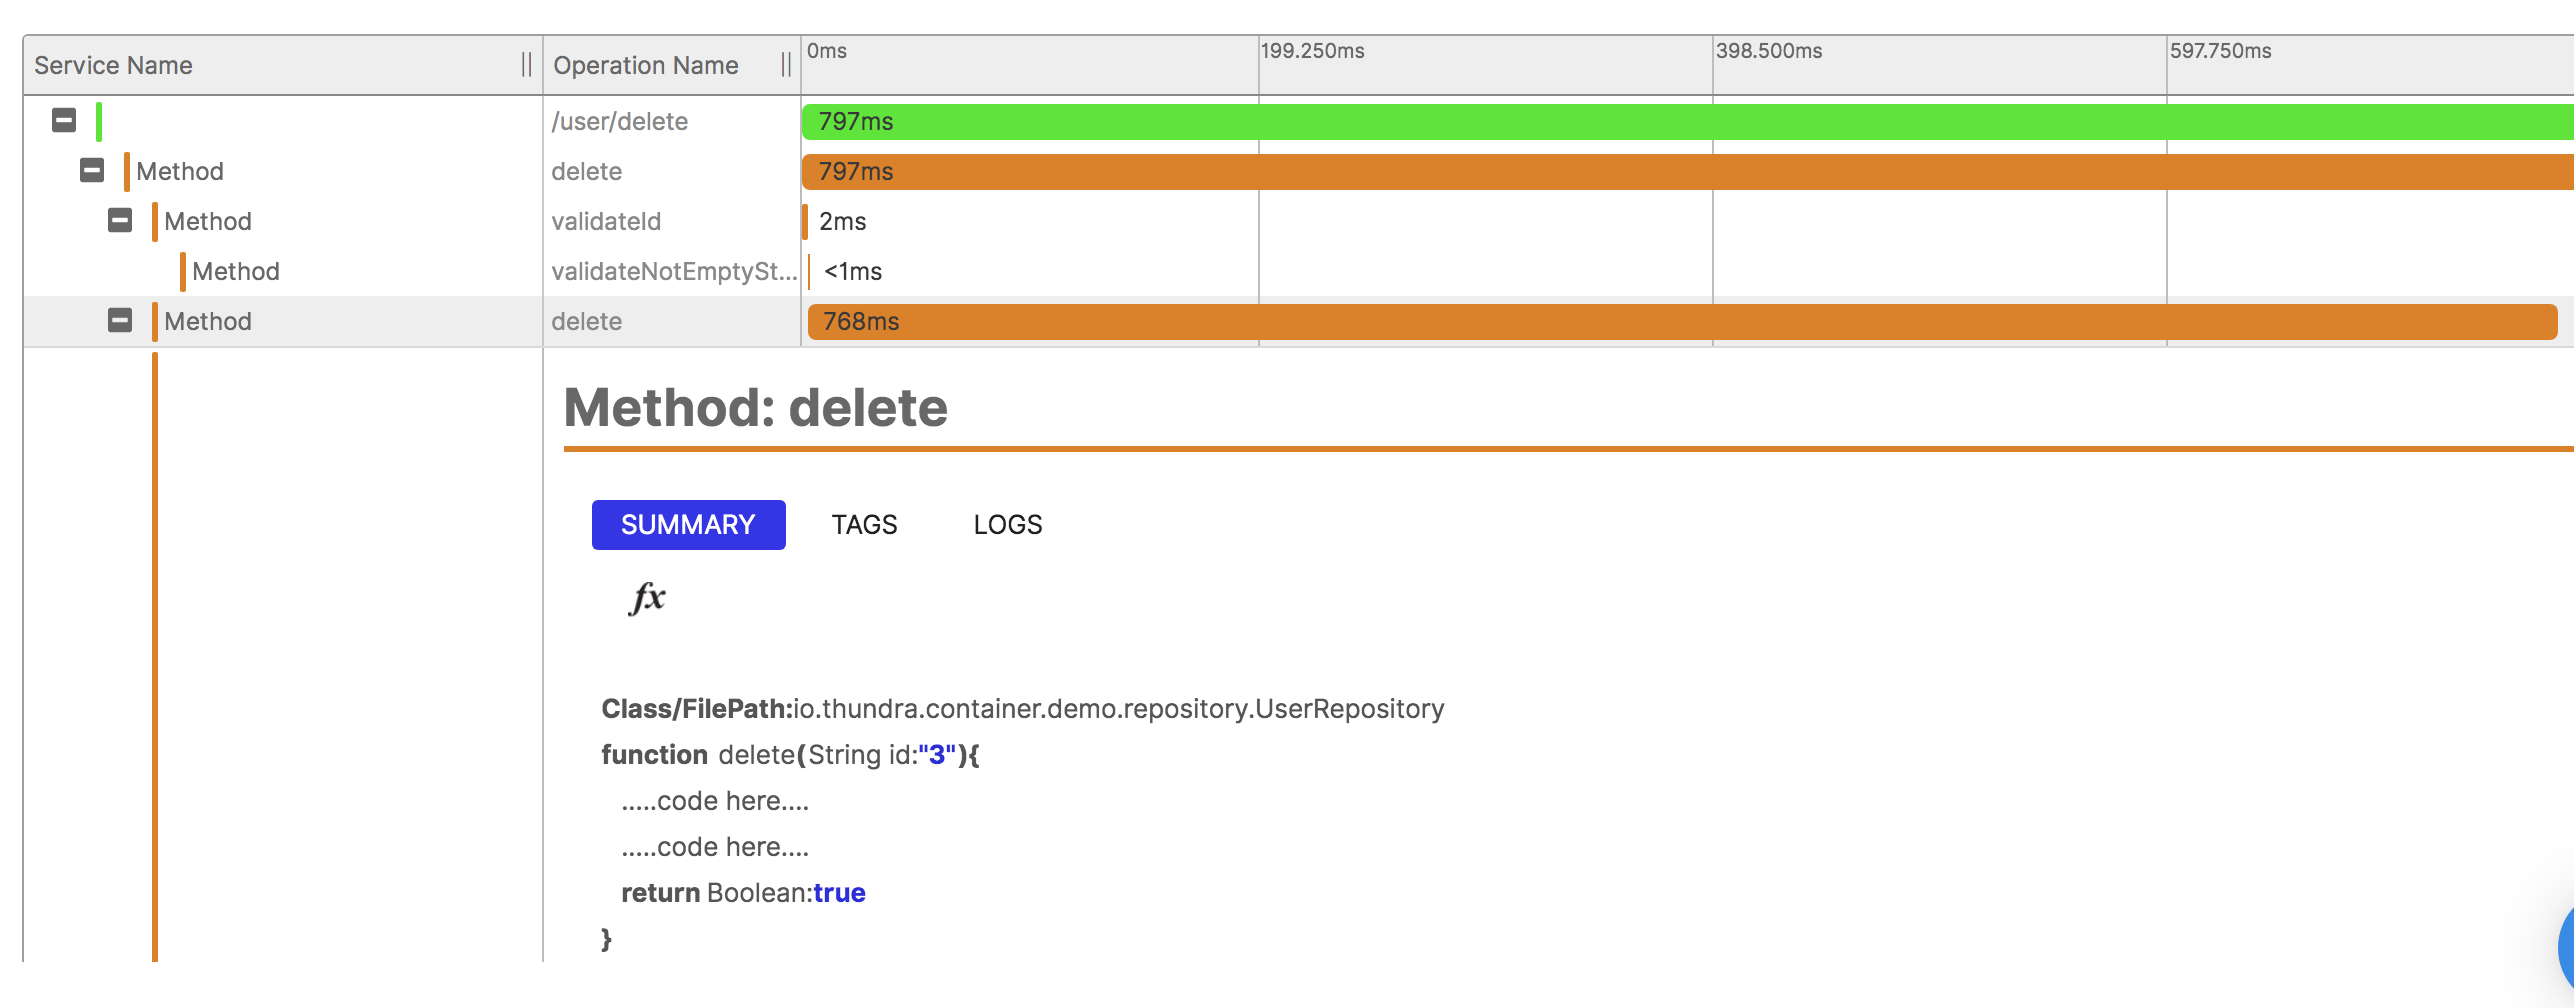 Service Name || Operation Name || 0ms 199.250ms 398.500ms 597.750ms
/user/delete 797ms
Method delete 797ms
Method validateId 2ms
Method validateNotEmptySt... <1ms
Method delete 768ms
Method: delete
SUMMARY TAGS LOGS
fx
Class/FilePath:io.thundra.container.demo.repository.UserRepository
function delete(String id:"3"){
.....code here....
.....code here....
return Boolean:true
}